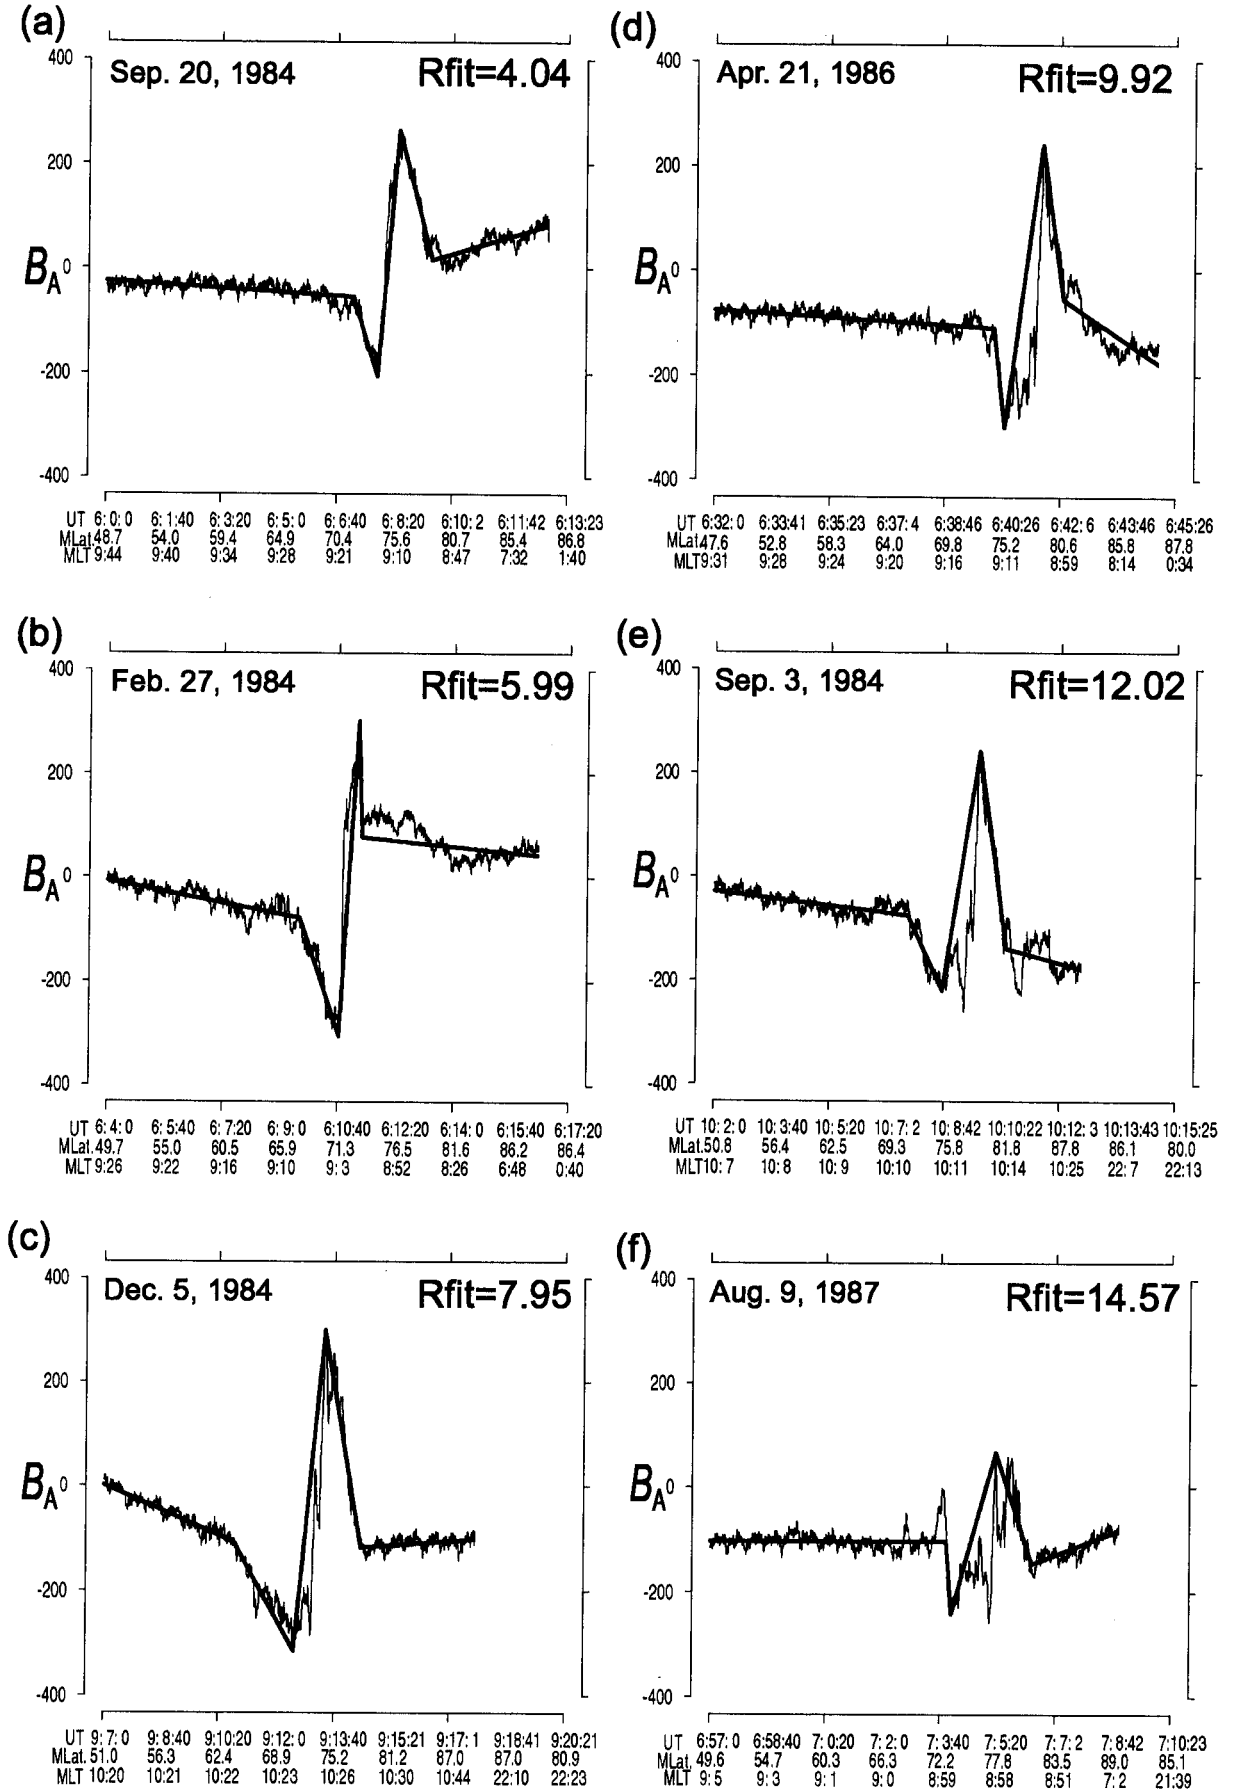 (a)
Sep. 20, 1984 Rfit=4.04
400
200
B_A 0
-200
-400
UT 6: 0: 0 6: 1:40 6: 3:20 6: 5: 0 6: 6:40 6: 8:20 6:10: 2 6:11:42 6:13:23
MLat.48.7 54.0 59.4 64.9 70.4 75.6 80.7 85.4 86.8
MLT 9:44 9:40 9:34 9:28 9:21 9:10 8:47 7:32 1:40
(b)
Feb. 27, 1984 Rfit=5.99
400
200
B_A 0
-200
-400
UT 6: 4: 0 6: 5:40 6: 7:20 6: 9: 0 6:10:40 6:12:20 6:14: 0 6:15:40 6:17:20
MLat.49.7 55.0 60.5 65.9 71.3 76.5 81.6 86.2 86.4
MLT 9:26 9:22 9:16 9:10 9: 3 8:52 8:26 6:48 0:40
(c)
Dec. 5, 1984 Rfit=7.95
400
200
B_A 0
-200
-400
UT 9: 7: 0 9: 8:40 9:10:20 9:12: 0 9:13:40 9:15:21 9:17: 1 9:18:41 9:20:21
MLat.51.0 56.3 62.4 68.9 75.2 81.2 87.0 87.0 80.9
MLT 10:20 10:21 10:22 10:23 10:26 10:30 10:44 22:10 22:23
(d)
Apr. 21, 1986 Rfit=9.92
400
200
B_A 0
-200
-400
UT 6:32: 0 6:33:41 6:35:23 6:37: 4 6:38:46 6:40:26 6:42: 6 6:43:46 6:45:26
MLat.47.6 52.8 58.3 64.0 69.8 75.2 80.6 85.8 87.8
MLT9:31 9:28 9:24 9:20 9:16 9:11 8:59 8:14 0:34
(e)
Sep. 3, 1984 Rfit=12.02
400
200
B_A 0
-200
-400
UT 10: 2: 0 10: 3:40 10: 5:20 10: 7: 2 10: 8:42 10:10:22 10:12: 3 10:13:43 10:15:25
MLat.50.8 56.4 62.5 69.3 75.8 81.8 87.8 86.1 80.0
MLT10: 7 10: 8 10: 9 10:10 10:11 10:14 10:25 22: 7 22:13
(f)
Aug. 9, 1987 Rfit=14.57
400
200
B_A 0
-200
-400
UT 6:57: 0 6:58:40 7: 0:20 7: 2: 0 7: 3:40 7: 5:20 7: 7: 2 7: 8:42 7:10:23
MLat. 49.6 54.7 60.3 66.3 72.2 77.8 83.5 89.0 85.1
MLT 9: 5 9: 3 9: 1 9: 0 8:59 8:58 8:51 7: 2 21:39